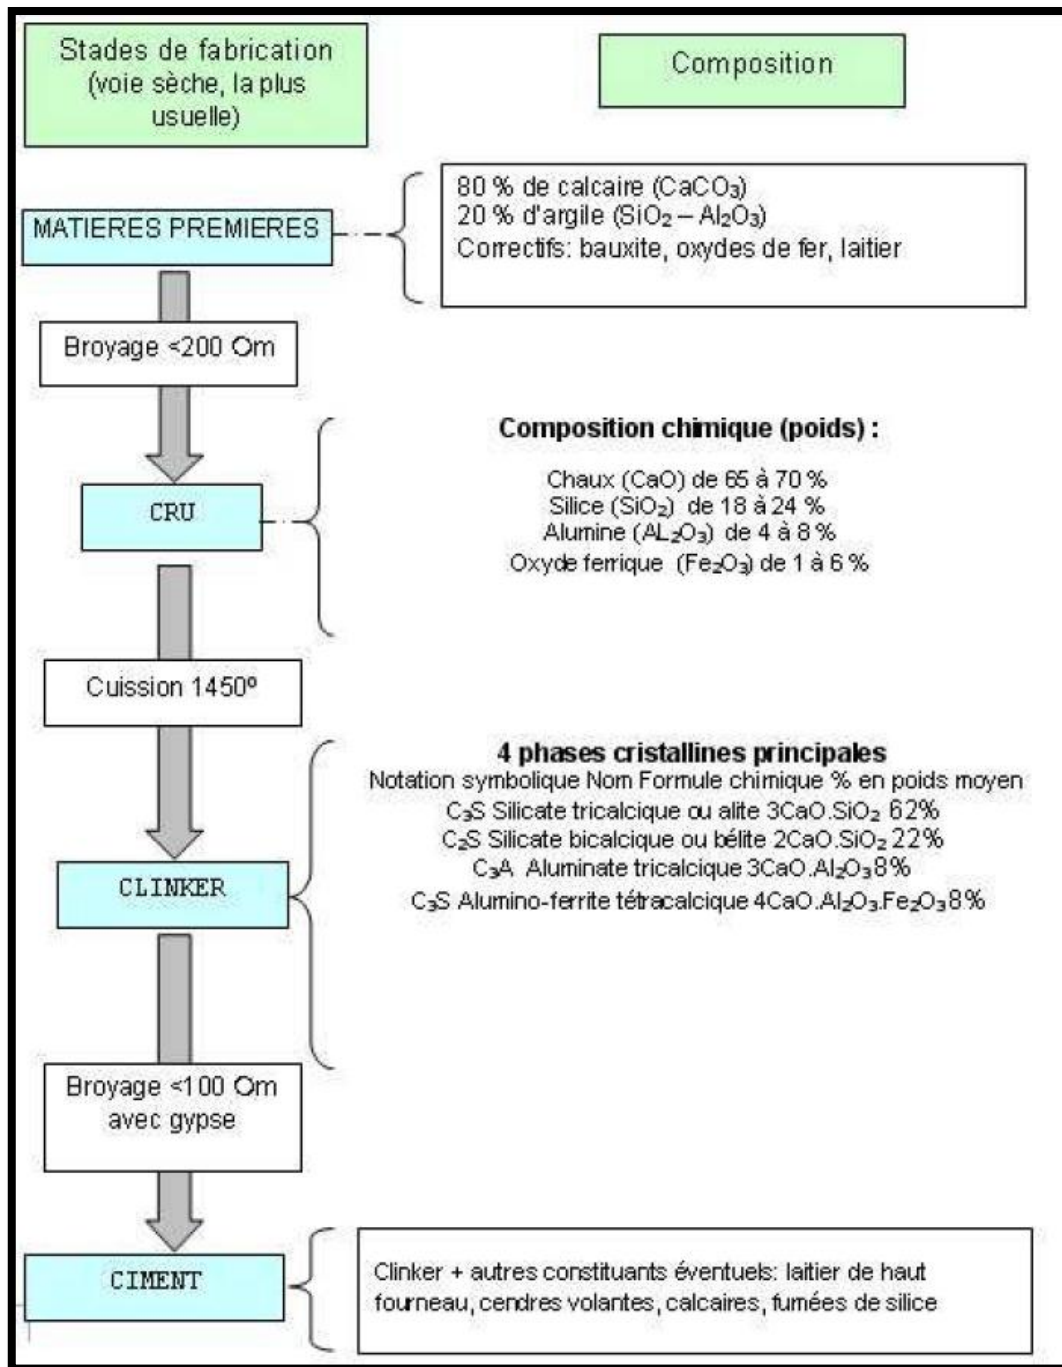 Stades de fabrication
(voie sèche, la plus
usuelle)
Composition
MATIERES PREMIERES
80 % de calcaire (CaCO₃)
20 % d'argile (SiO₂ – Al₂O₃)
Correctifs: bauxite, oxydes de fer, laitier
Broyage <200 Om
CRU
Composition chimique (poids) :
Chaux (CaO) de 65 à 70 %
Silice (SiO₂) de 18 à 24 %
Alumine (AL₂O₃) de 4 à 8 %
Oxyde ferrique (Fe₂O₃) de 1 à 6 %
Cuission 1450º
4 phases cristallines principales
Notation symbolique Nom Formule chimique % en poids moyen
C₃S Silicate tricalcique ou alite 3CaO.SiO₂ 62%
C₂S Silicate bicalcique ou bélite 2CaO.SiO₂ 22%
C₃A Aluminate tricalcique 3CaO.Al₂O₃ 8%
C₃S Alumino-ferrite tétracalcique 4CaO.Al₂O₃.Fe₂O₃ 8%
CLINKER
Broyage <100 Om
avec gypse
CIMENT
Clinker + autres constituants éventuels: laitier de haut
fourneau, cendres volantes, calcaires, fumées de silice